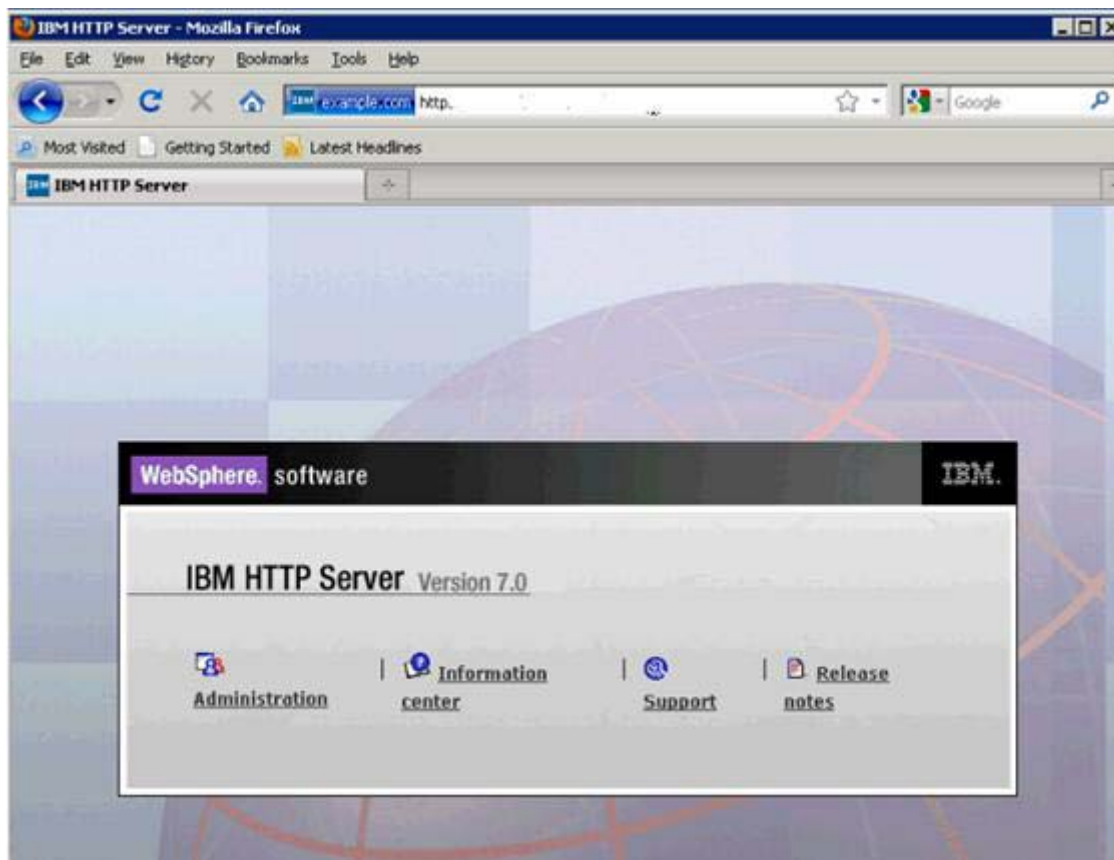 IBM HTTP Server - Mozilla Firefox
File Edit View History Bookmarks Tools Help
IBM example.com http. Google
Most Visited Getting Started Latest Headlines
IBM IBM HTTP Server
WebSphere. software IBM.
IBM HTTP Server Version 7.0
Administration | Information center | Support | Release notes